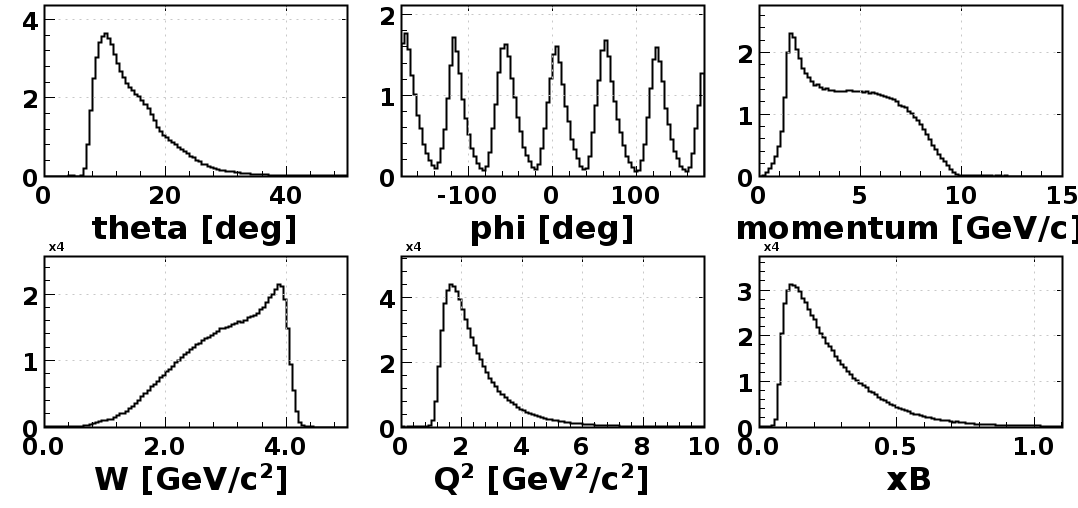 4
2
0
0 20 40
theta [deg]
2
1
0
-100 0 100
phi [deg]
2
1
0
0 5 10 15
momentum [GeV/c]
x4
2
1
0
0.0 2.0 4.0
W [GeV/c²]
x4
4
2
0
0 2 4 6 8 10
Q² [GeV²/c²]
x4
3
2
1
0
0.0 0.5 1.0
xB